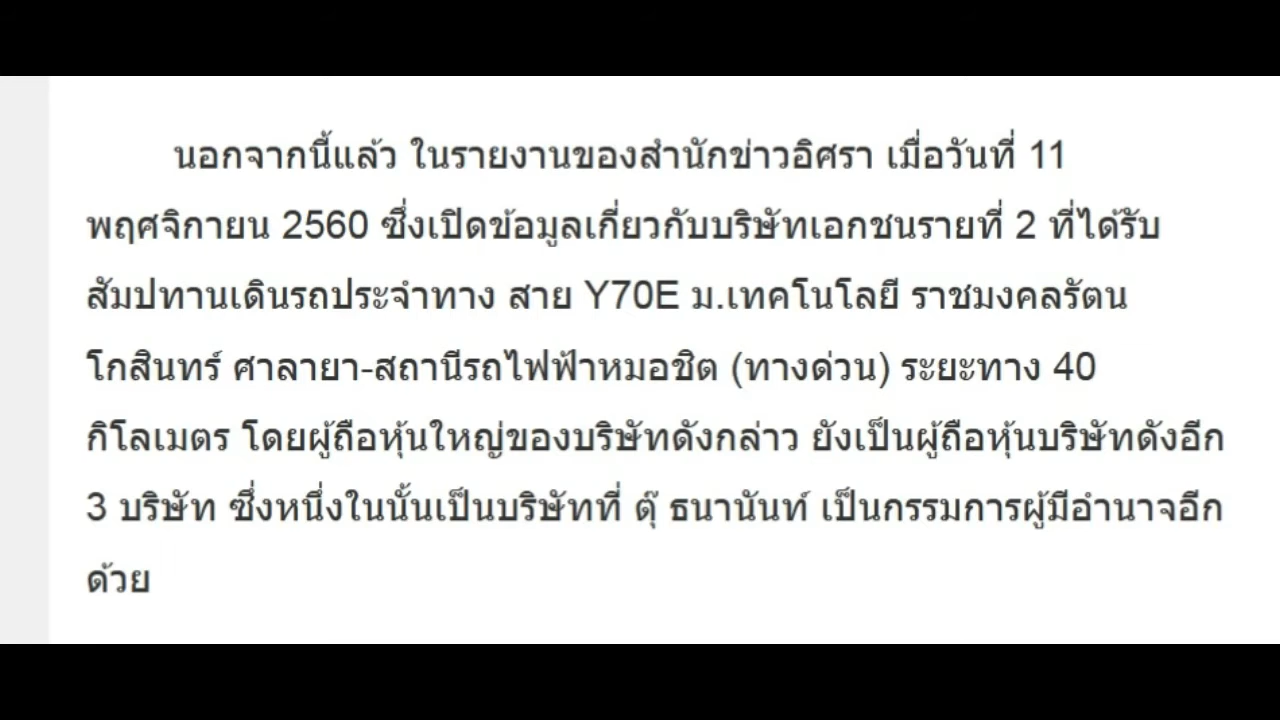 นอกจากนี้แล้ว ในรายงานของสำนักข่าวอิศรา เมื่อวันที่ 11
พฤศจิกายน 2560 ซึ่งเปิดข้อมูลเกี่ยวกับบริษัทเอกชนรายที่ 2 ที่ได้รับ
สัมปทานเดินรถประจำทาง สาย Y70E ม.เทคโนโลยี ราชมงคลรัตน
โกสินทร์ ศาลายา-สถานีรถไฟฟ้าหมอชิต (ทางด่วน) ระยะทาง 40
กิโลเมตร โดยผู้ถือหุ้นใหญ่ของบริษัทดังกล่าว ยังเป็นผู้ถือหุ้นบริษัทดังอีก
3 บริษัท ซึ่งหนึ่งในนั้นเป็นบริษัทที่ ตุ๊ ธนานันท์ เป็นกรรมการผู้มีอำนาจอีก
ด้วย